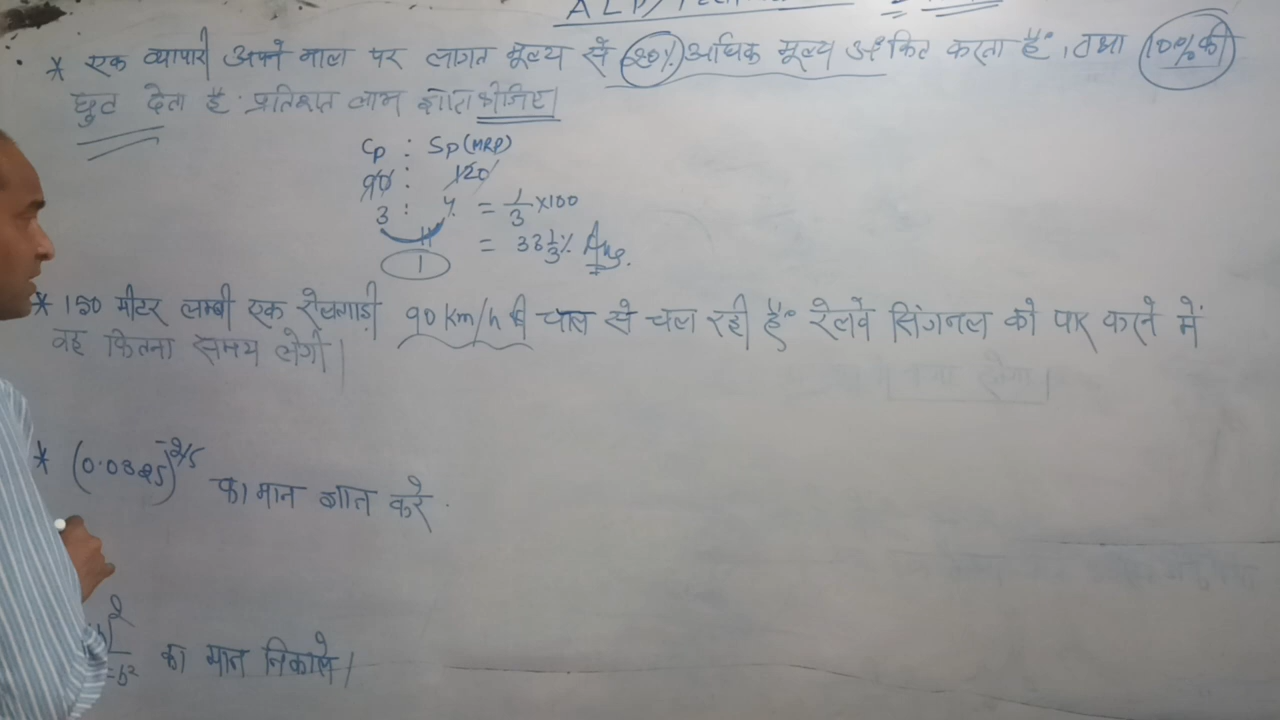 ALP/
* एक व्यापारी अपने माल पर लागत मूल्य से 20% अधिक मूल्य अंकित करता है, तथा 10% की
छुट देता है प्रतिशत लाभ ज्ञात कीजिए।
CP : SP(MRP)
90 : 120
3 : 4 = 1/3 × 100
1 = 33 1/3 % Ans.
* 150 मीटर लम्बी एक रेलगाड़ी 90 km/h की चाल से चल रही है रेलवे सिंगनल को पार करने में
वह कितना समय लेगी।
* (0.0325)^-2/5 का मान ज्ञात करे
का मान निकाले।